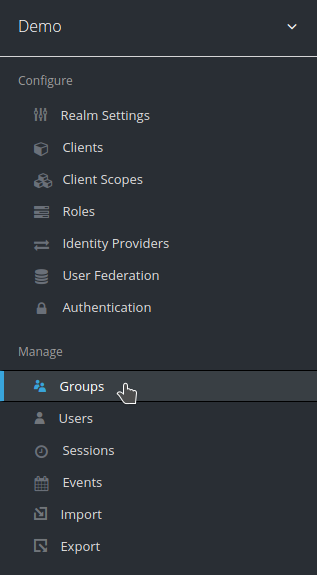 Demo
Configure
Realm Settings
Clients
Client Scopes
Roles
Identity Providers
User Federation
Authentication
Manage
Groups
Users
Sessions
Events
Import
Export